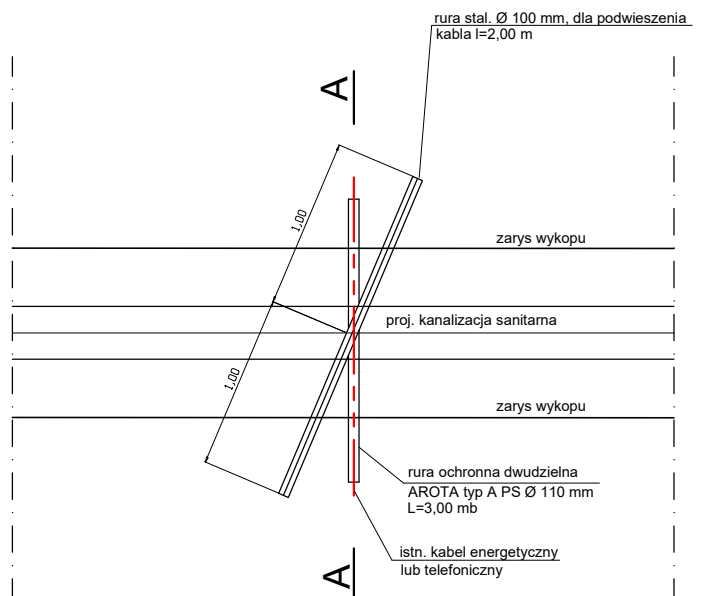 rura stal. Ø 100 mm, dla podwieszenia
kabla l=2,00 m
A
1,00
zarys wykopu
proj. kanalizacja sanitarna
1,00
zarys wykopu
rura ochronna dwudzielna
AROTA typ A PS Ø 110 mm
L=3,00 mb
istn. kabel energetyczny
lub telefoniczny
A